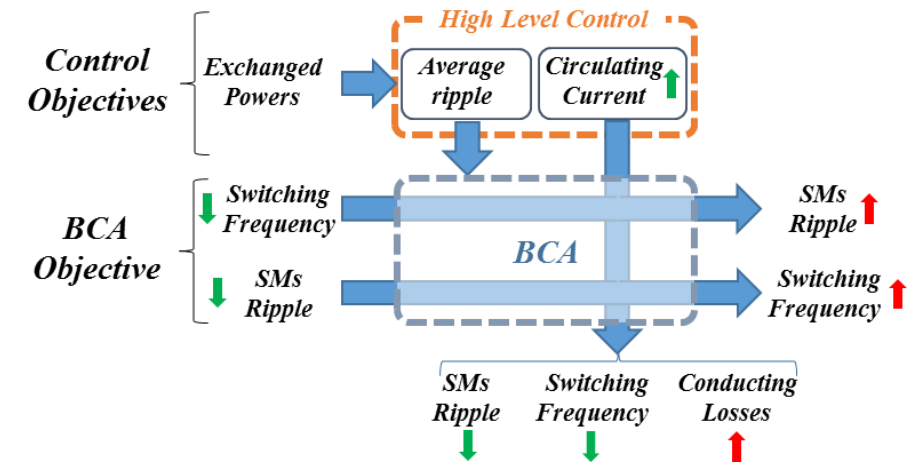 High Level Control
Control
Objectives
Exchanged
Powers
Average
ripple
Circulating
Current
BCA
Objective
Switching
Frequency
SMs
Ripple
BCA
SMs
Ripple
Switching
Frequency
SMs
Ripple
Switching
Frequency
Conducting
Losses